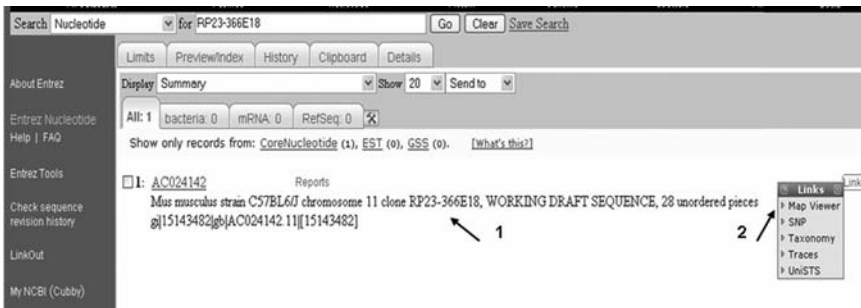 Search Nucleotide for RP23-366E18 Go Clear Save Search
Limits Preview/Index History Clipboard Details
About Entrez
Display Summary Show 20 Send to
Entrez Nucleotide
Help | FAQ
All: 1 bacteria: 0 mRNA: 0 RefSeq: 0
Show only records from: CoreNucleotide (1), EST (0), GSS (0). [What's this?]
Entrez Tools
1: AC024142 Reports
Links
Mus musculus strain C57BL6/J chromosome 11 clone RP23-366E18, WORKING DRAFT SEQUENCE, 28 unordered pieces
gi|15143482|gb|AC024142.11|[15143482]
1
2
Map Viewer
SNP
Taxonomy
Traces
UniSTS
Check sequence
revision history
LinkOut
My NCBI (Cubby)